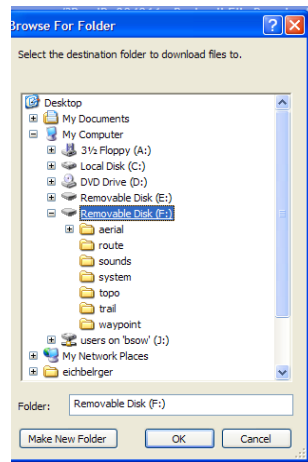 Browse For Folder
Select the destination folder to download files to.
Desktop
My Documents
My Computer
3½ Floppy (A:)
Local Disk (C:)
DVD Drive (D:)
Removable Disk (E:)
Removable Disk (F:)
aerial
route
sounds
system
topo
trail
waypoint
users on 'bsow' (J:)
My Network Places
eichbelrger
Folder: Removable Disk (F:)
Make New Folder OK Cancel